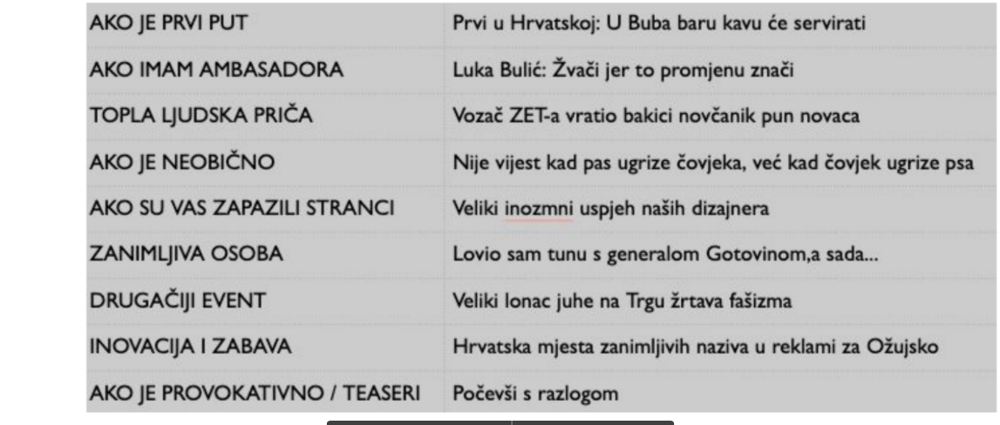 AKO JE PRVI PUT Prvi u Hrvatskoj: U Buba baru kavu će servirati
AKO IMAM AMBASADORA Luka Bulić: Žvači jer to promjenu znači
TOPLA LJUDSKA PRIČA Vozač ZET-a vratio bakici novčanik pun novaca
AKO JE NEOBIČNO Nije vijest kad pas ugrize čovjeka, već kad čovjek ugrize psa
AKO SU VAS ZAPAZILI STRANCI Veliki inozmni uspjeh naših dizajnera
ZANIMLJIVA OSOBA Lovio sam tunu s generalom Gotovinom,a sada...
DRUGAČIJI EVENT Veliki lonac juhe na Trgu žrtava fašizma
INOVACIJA I ZABAVA Hrvatska mjesta zanimljivih naziva u reklami za Ožujsko
AKO JE PROVOKATIVNO / TEASERI Počevši s razlogom